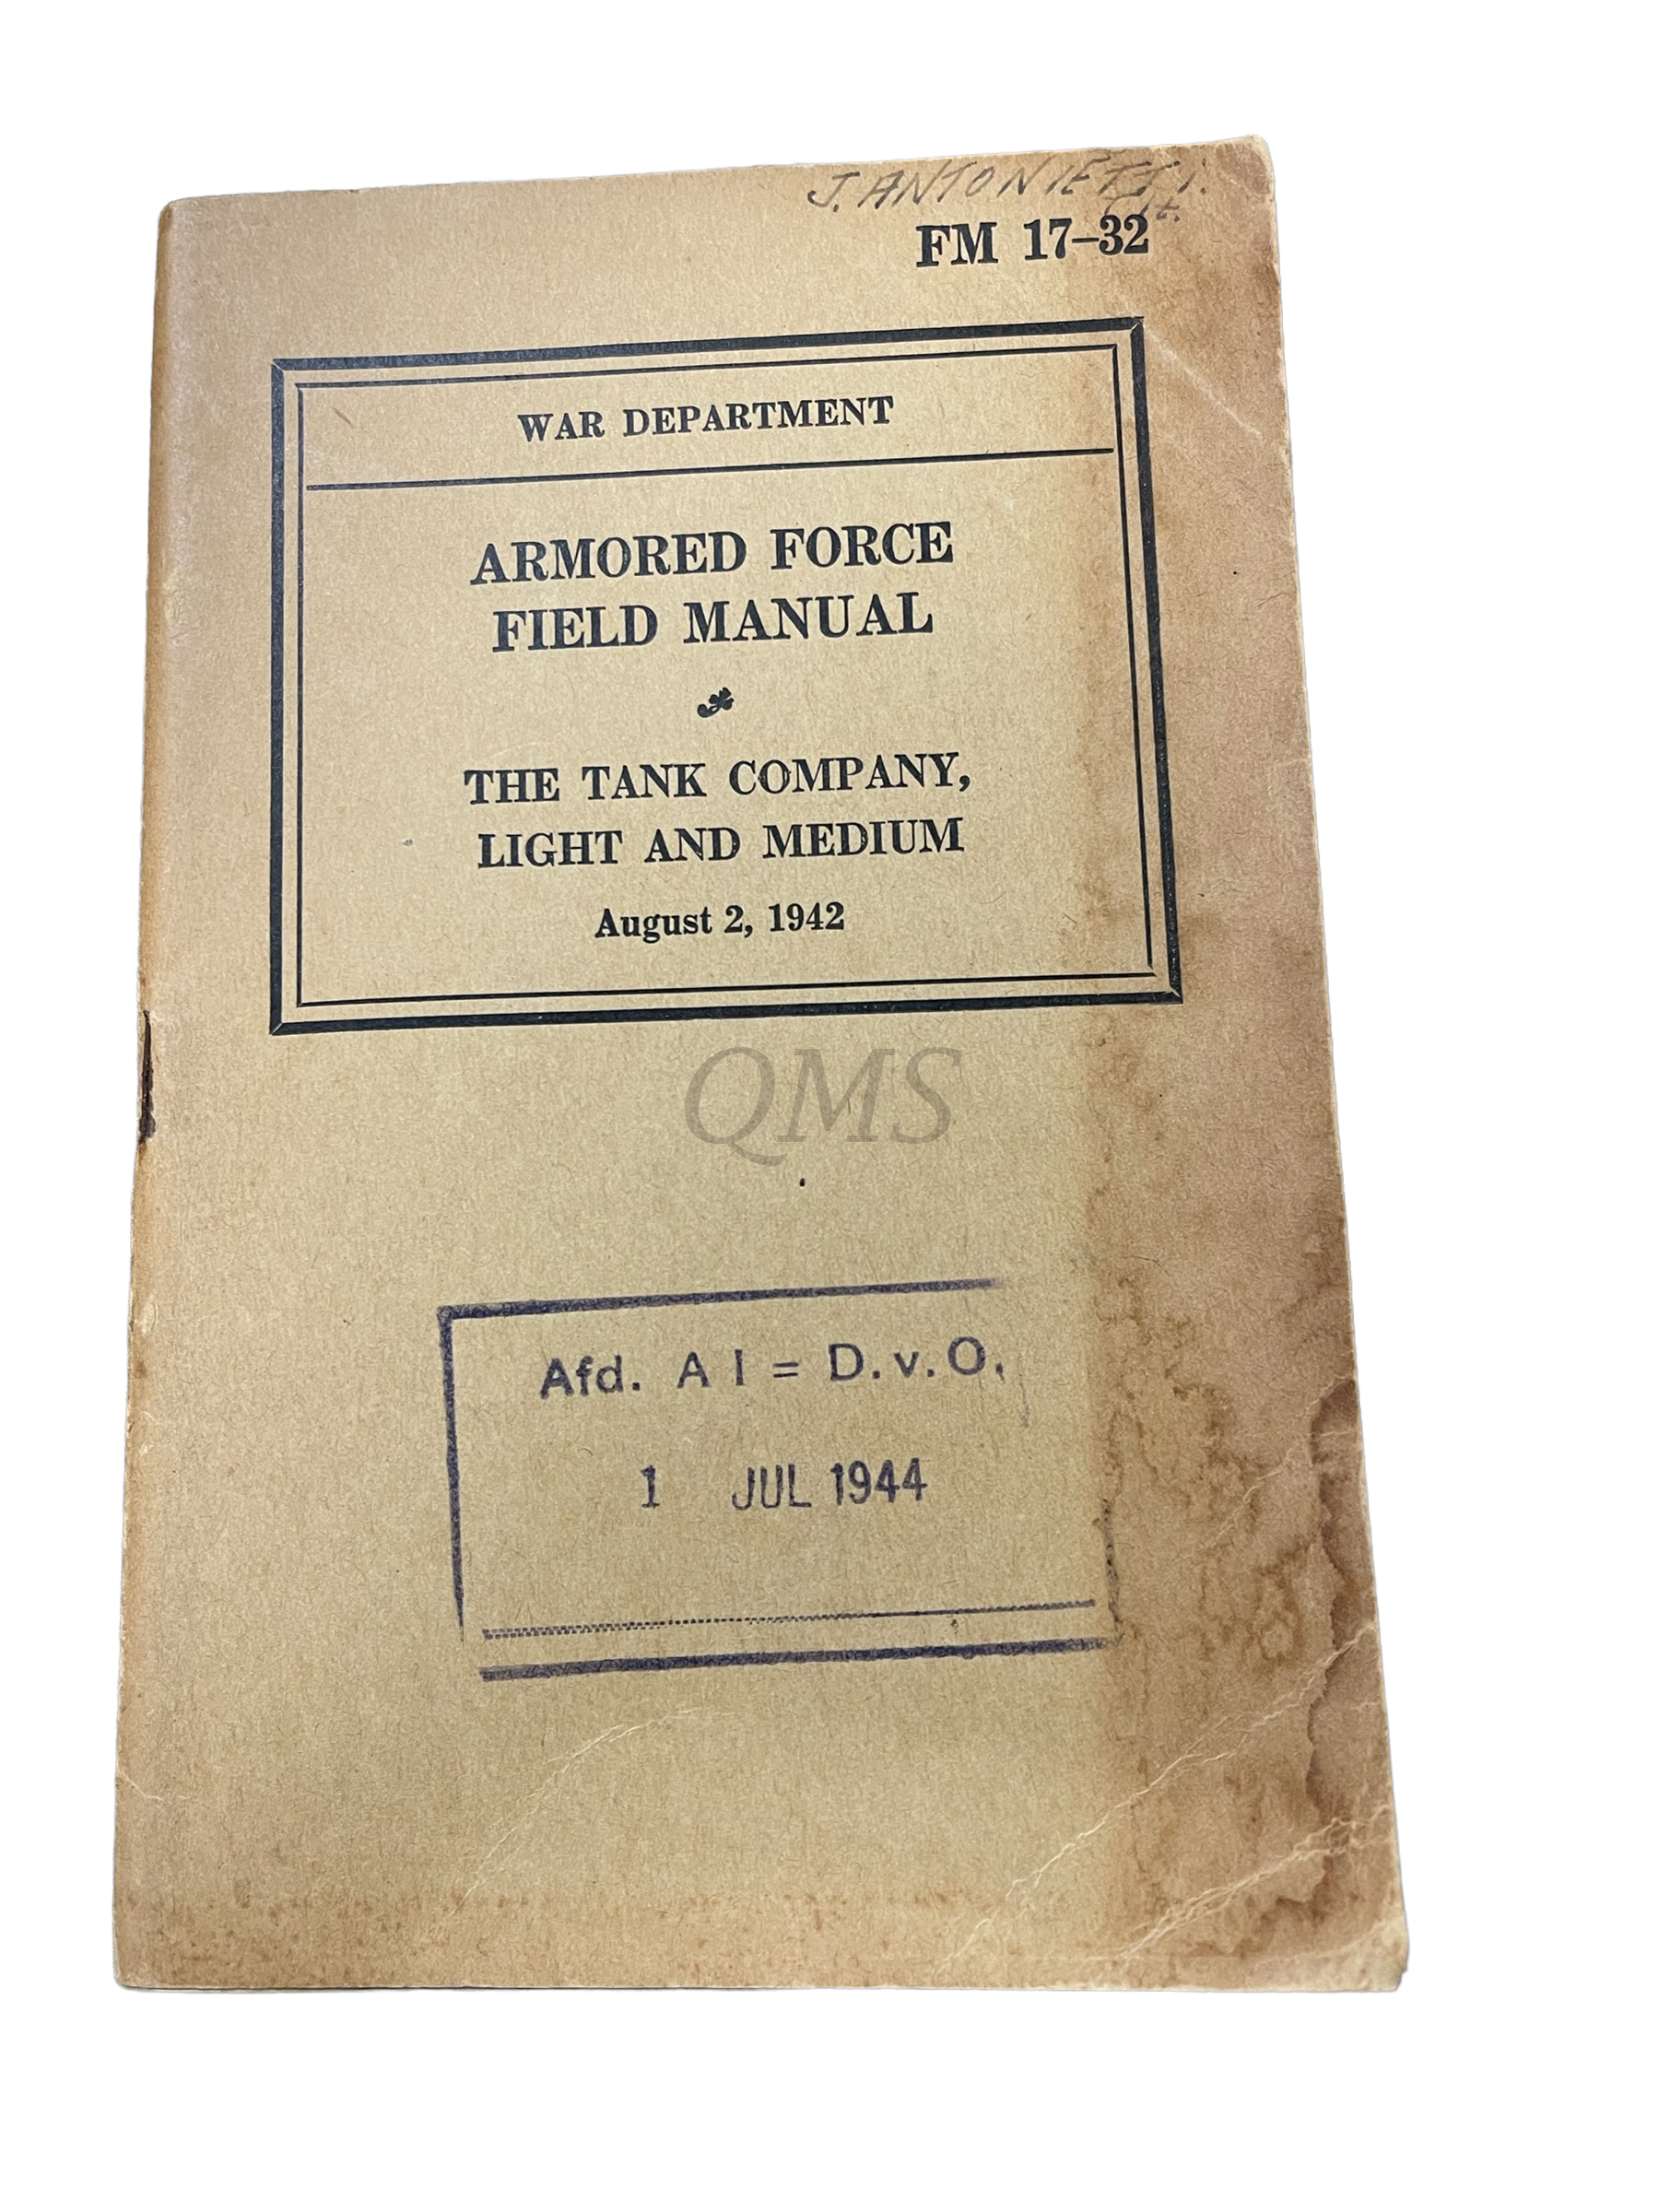 J. ANTONIETTI.
FM 17–32
WAR DEPARTMENT
ARMORED FORCE
FIELD MANUAL
THE TANK COMPANY,
LIGHT AND MEDIUM
August 2, 1942
QMS
Afd. A I = D.v.O.
1 JUL 1944